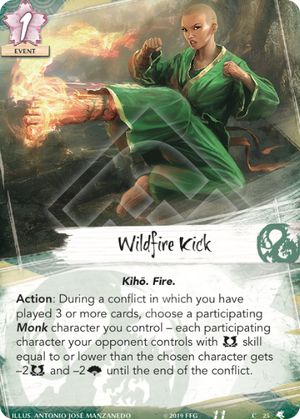 1
EVENT
Wildfire Kick
Kihō. Fire.
Action: During a conflict in which you have
played 3 or more cards, choose a participating
Monk character you control – each participating
character your opponent controls with skill
equal to or lower than the chosen character gets
–2 and –2 until the end of the conflict.
ILLUS. ANTONIO JOSÉ MANZANEDO
© 2019 FFG
C 25